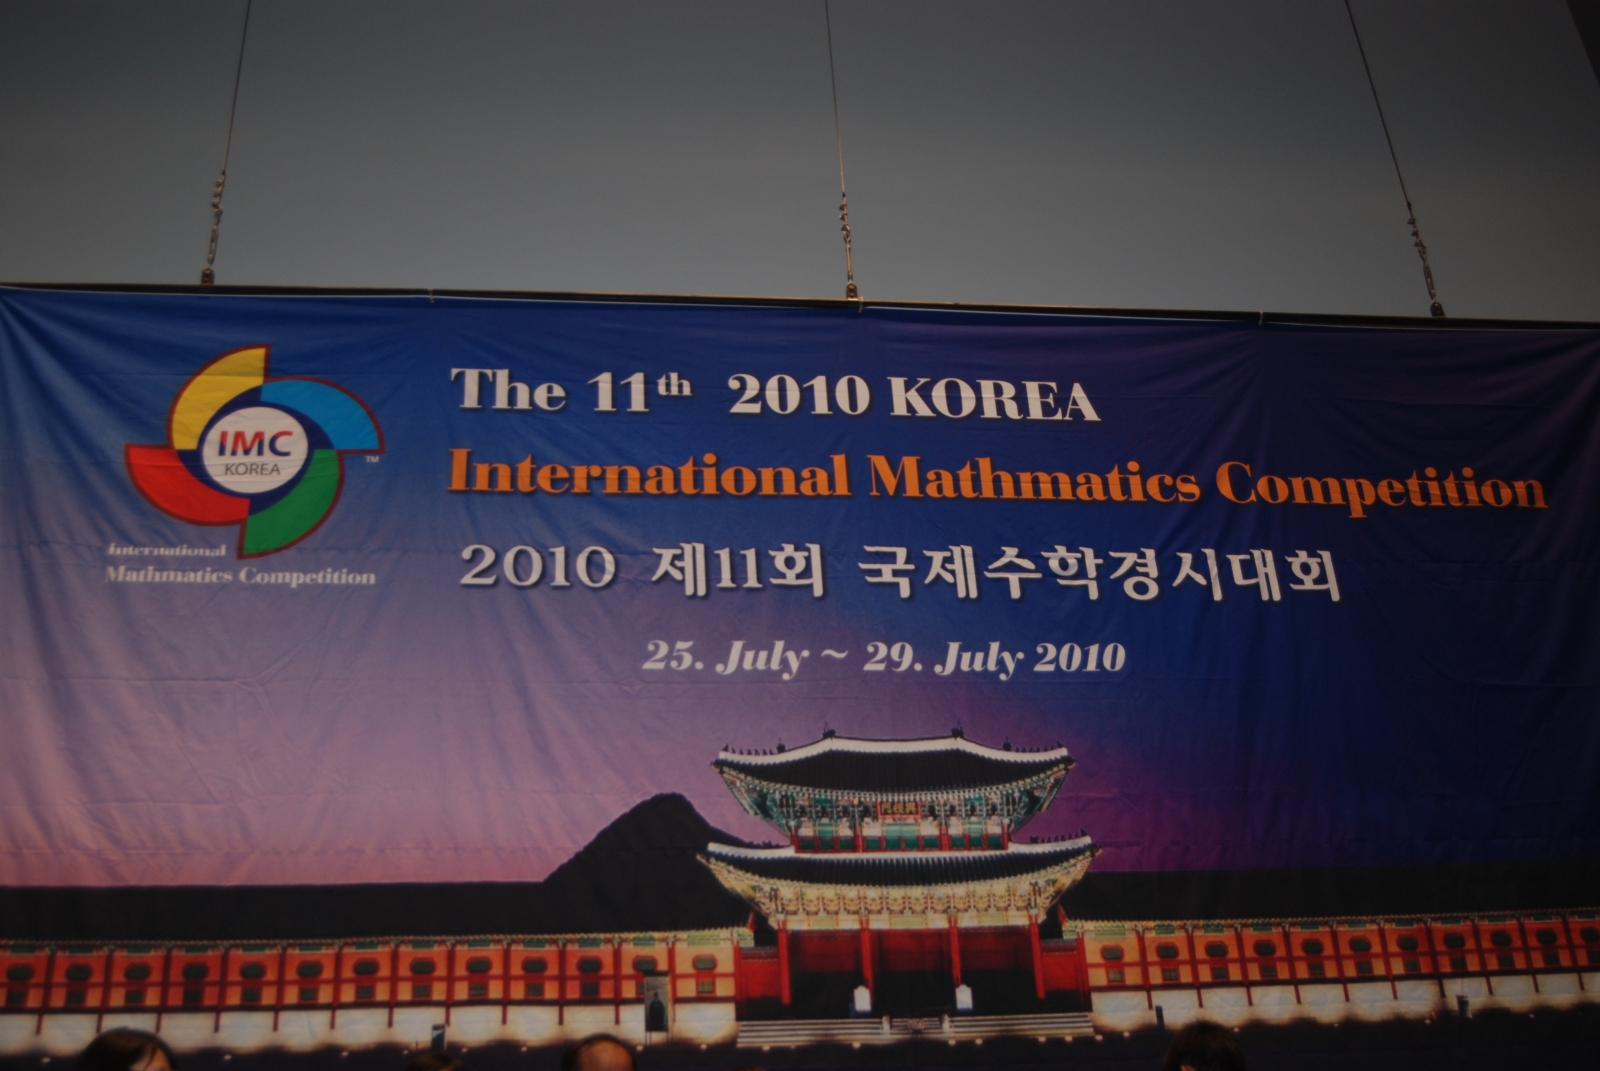 The 11th 2010 KOREA
International Mathmatics Competition
2010 제11회 국제수학경시대회
25. July ~ 29. July 2010
IMC
KOREA
TM
International
Mathmatics Competition